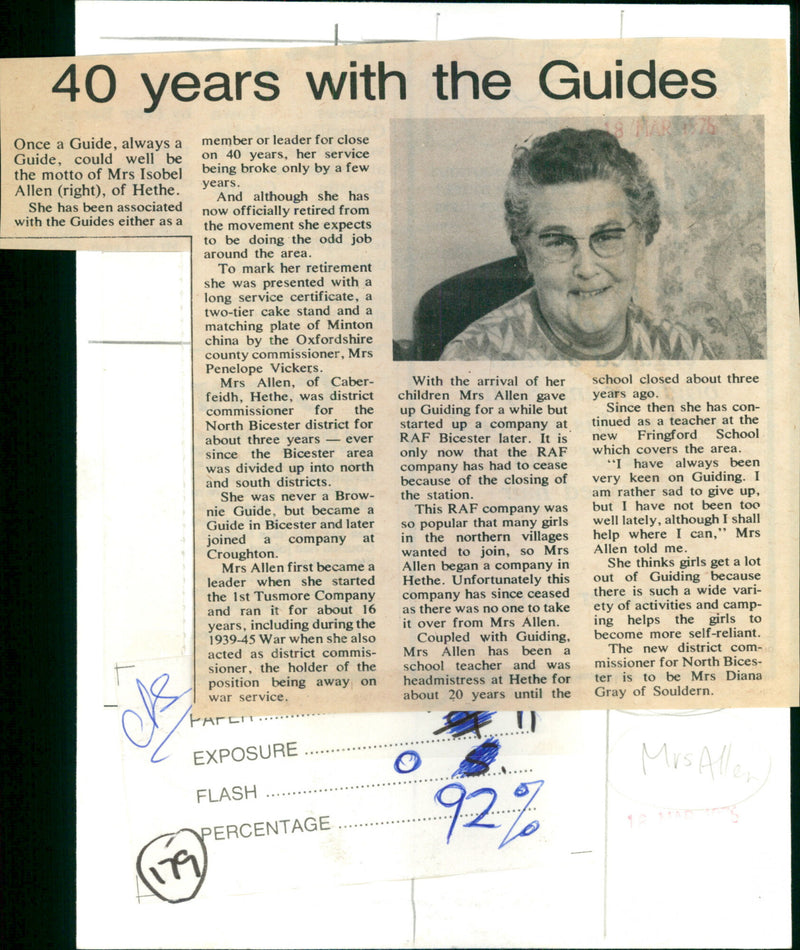 40 years with the Guides
Once a Guide, always a
Guide, could well be
the motto of Mrs Isobel
Allen (right), of Hethe.
She has been associated
with the Guides either as a
member or leader for close
on 40 years, her service
being broke only by a few
years.
And although she has
now officially retired from
the movement she expects
to be doing the odd job
around the area.
To mark her retirement
she was presented with a
long service certificate, a
two-tier cake stand and a
matching plate of Minton
china by the Oxfordshire
county commissioner, Mrs
Penelope Vickers.
Mrs Allen, of Caber-
feidh, Hethe, was district
commissioner for the
North Bicester district for
about three years — ever
since the Bicester area
was divided up into north
and south districts.
She was never a Brow-
nie Guide, but became a
Guide in Bicester and later
joined a company at
Croughton.
Mrs Allen first became a
leader when she started
the 1st Tusmore Company
and ran it for about 16
years, including during the
1939-45 War when she also
acted as district commis-
sioner, the holder of the
position being away on
war service.
18 MAR 1976
With the arrival of her
children Mrs Allen gave
up Guiding for a while but
started up a company at
RAF Bicester later. It is
only now that the RAF
company has had to cease
because of the closing of
the station.
This RAF company was
so popular that many girls
in the northern villages
wanted to join, so Mrs
Allen began a company in
Hethe. Unfortunately this
company has since ceased
as there was no one to take
it over from Mrs Allen.
Coupled with Guiding,
Mrs Allen has been a
school teacher and was
headmistress at Hethe for
about 20 years until the
school closed about three
years ago.
Since then she has con-
tinued as a teacher at the
new Fringford School
which covers the area.
"I have always been
very keen on Guiding. I
am rather sad to give up,
but I have not been too
well lately, although I shall
help where I can," Mrs
Allen told me.
She thinks girls get a lot
out of Guiding because
there is such a wide vari-
ety of activities and camp-
ing helps the girls to
become more self-reliant.
The new district com-
missioner for North Bices-
ter is to be Mrs Diana
Gray of Souldern.
PAPER 11
EXPOSURE
FLASH 0
PERCENTAGE 92%
179
Mrs Allen